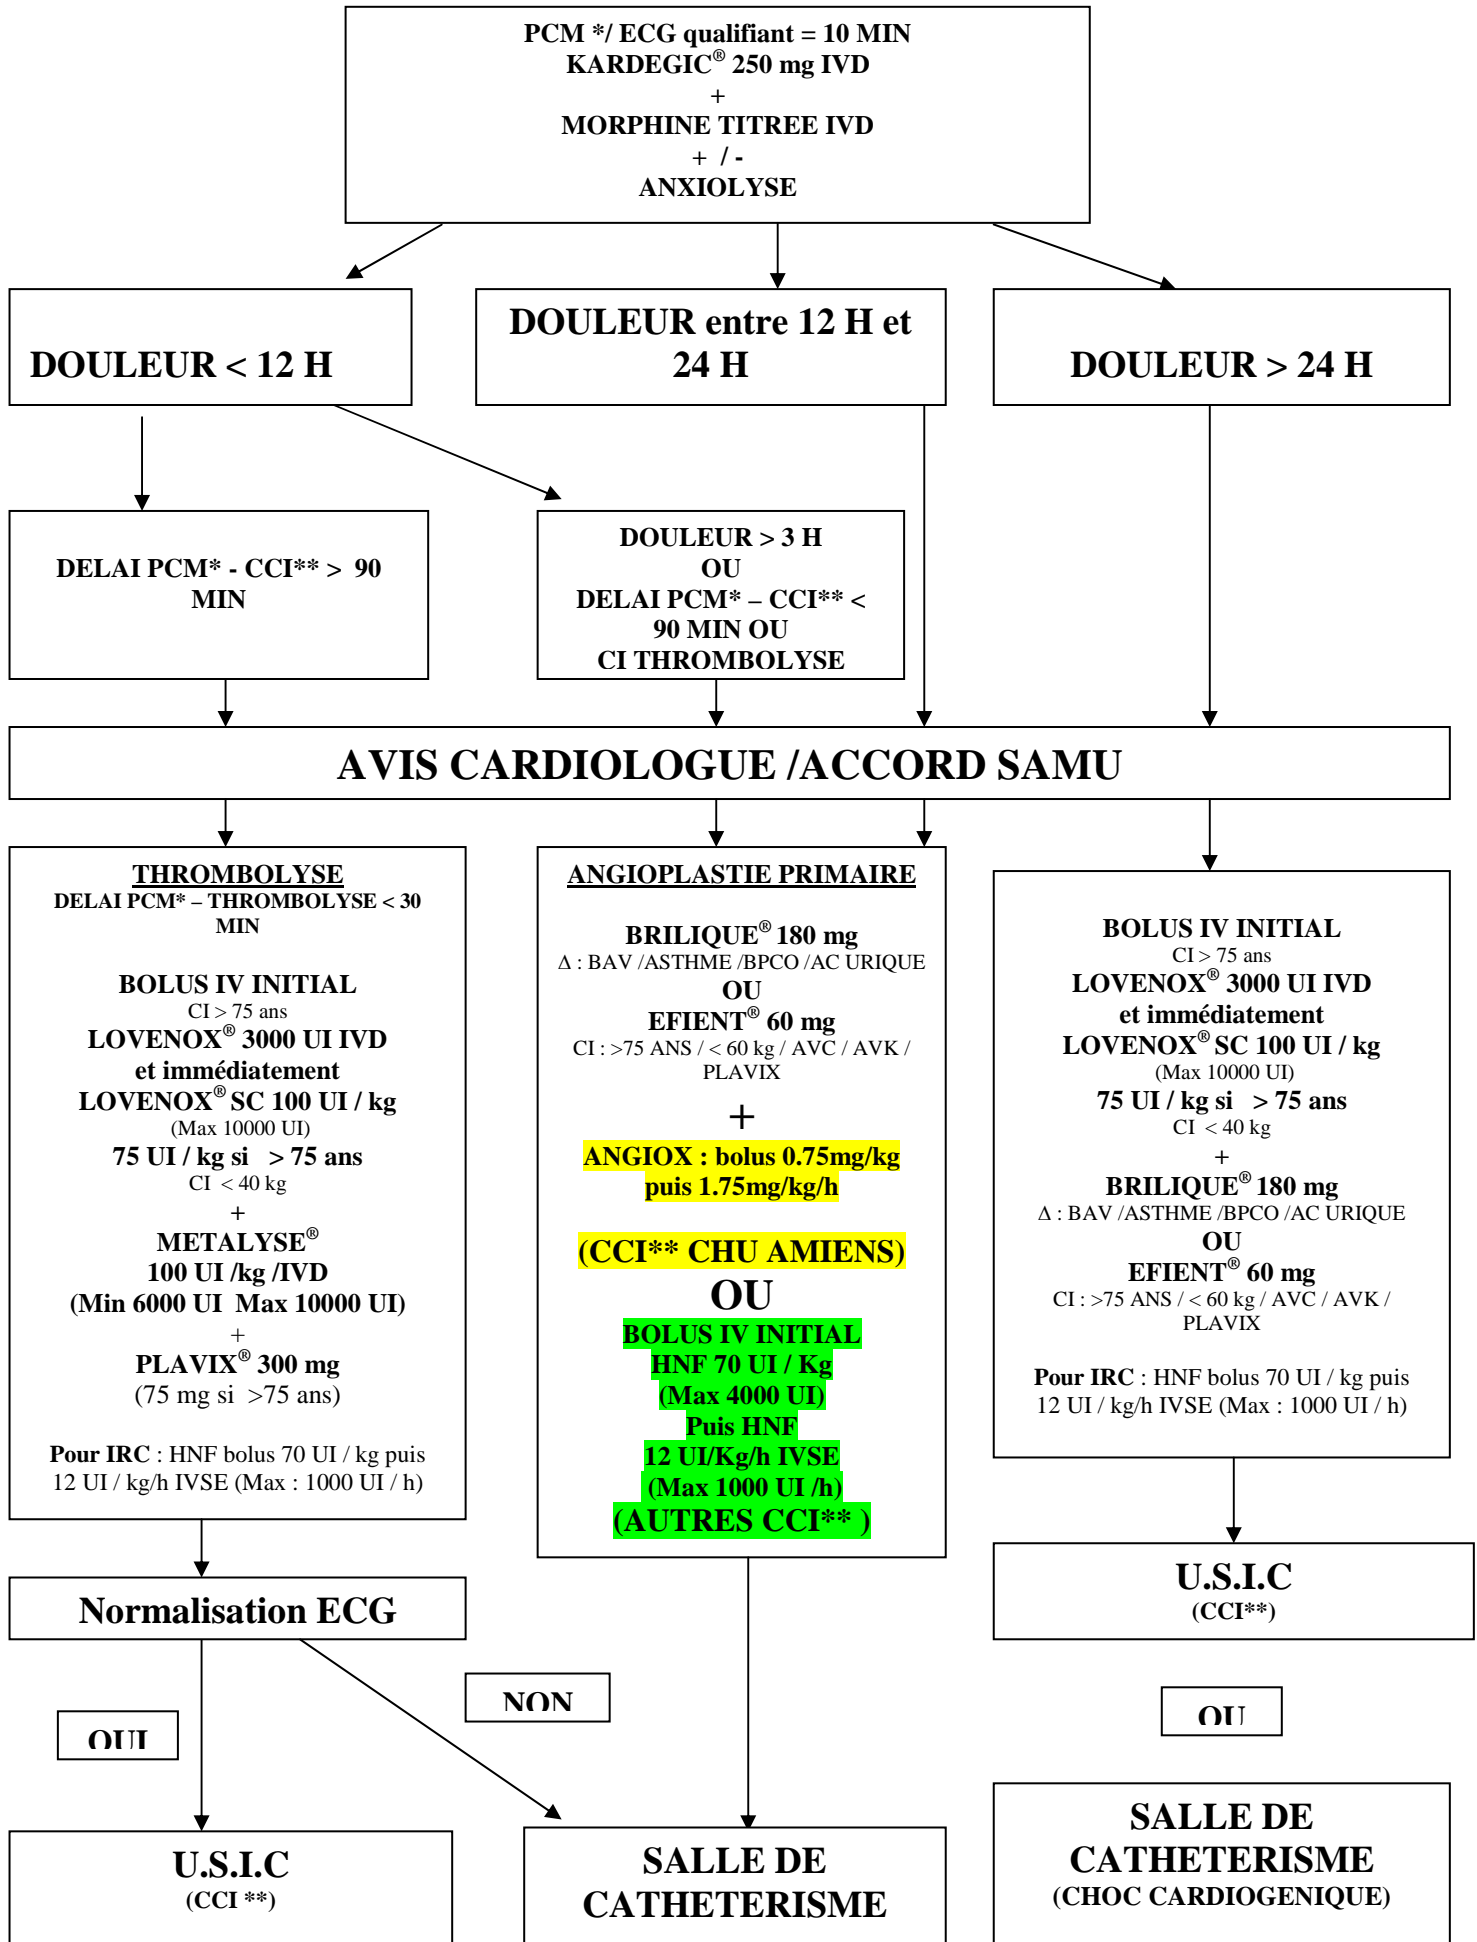 PCM */ ECG qualifiant = 10 MIN
KARDEGIC® 250 mg IVD
+
MORPHINE TITREE IVD
+ / -
ANXIOLYSE
DOULEUR < 12 H
DOULEUR entre 12 H et
24 H
DOULEUR > 24 H
DELAI PCM* - CCI** > 90
MIN
DOULEUR > 3 H
OU
DELAI PCM* – CCI** <
90 MIN OU
CI THROMBOLYSE
AVIS CARDIOLOGUE /ACCORD SAMU
THROMBOLYSE
DELAI PCM* – THROMBOLYSE < 30
MIN
BOLUS IV INITIAL
CI > 75 ans
LOVENOX® 3000 UI IVD
et immédiatement
LOVENOX® SC 100 UI / kg
(Max 10000 UI)
75 UI / kg si > 75 ans
CI < 40 kg
+
METALYSE®
100 UI /kg /IVD
(Min 6000 UI Max 10000 UI)
+
PLAVIX® 300 mg
(75 mg si >75 ans)
Pour IRC : HNF bolus 70 UI / kg puis
12 UI / kg/h IVSE (Max : 1000 UI / h)
ANGIOPLASTIE PRIMAIRE
BRILIQUE® 180 mg
Δ : BAV /ASTHME /BPCO /AC URIQUE
OU
EFIENT® 60 mg
CI : >75 ANS / < 60 kg / AVC / AVK /
PLAVIX
+
ANGIOX : bolus 0.75mg/kg
puis 1.75mg/kg/h
(CCI** CHU AMIENS)
OU
BOLUS IV INITIAL
HNF 70 UI / Kg
(Max 4000 UI)
Puis HNF
12 UI/Kg/h IVSE
(Max 1000 UI /h)
(AUTRES CCI** )
BOLUS IV INITIAL
CI > 75 ans
LOVENOX® 3000 UI IVD
et immédiatement
LOVENOX® SC 100 UI / kg
(Max 10000 UI)
75 UI / kg si > 75 ans
CI < 40 kg
+
BRILIQUE® 180 mg
Δ : BAV /ASTHME /BPCO /AC URIQUE
OU
EFIENT® 60 mg
CI : >75 ANS / < 60 kg / AVC / AVK /
PLAVIX
Pour IRC : HNF bolus 70 UI / kg puis
12 UI / kg/h IVSE (Max : 1000 UI / h)
Normalisation ECG
U.S.I.C
(CCI**)
NON
OUI
OU
U.S.I.C
(CCI **)
SALLE DE
CATHETERISME
SALLE DE
CATHETERISME
(CHOC CARDIOGENIQUE)